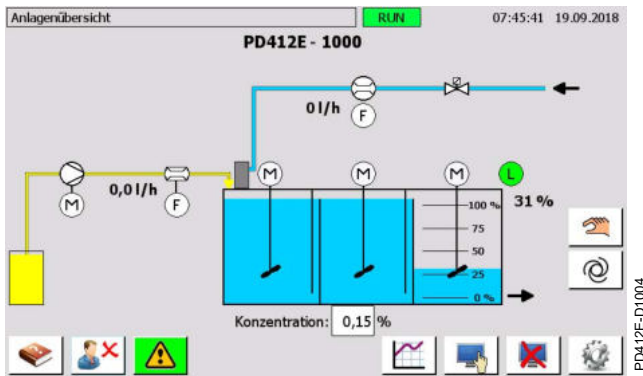 Anlagenübersicht
RUN
07:45:41 19.09.2018
PD412E - 1000
0 l/h
F
M
0,0 l/h
F
M
M
M
L
31 %
100 %
75
50
25
0 %
Konzentration: 0,15 %
PD412E-D1004